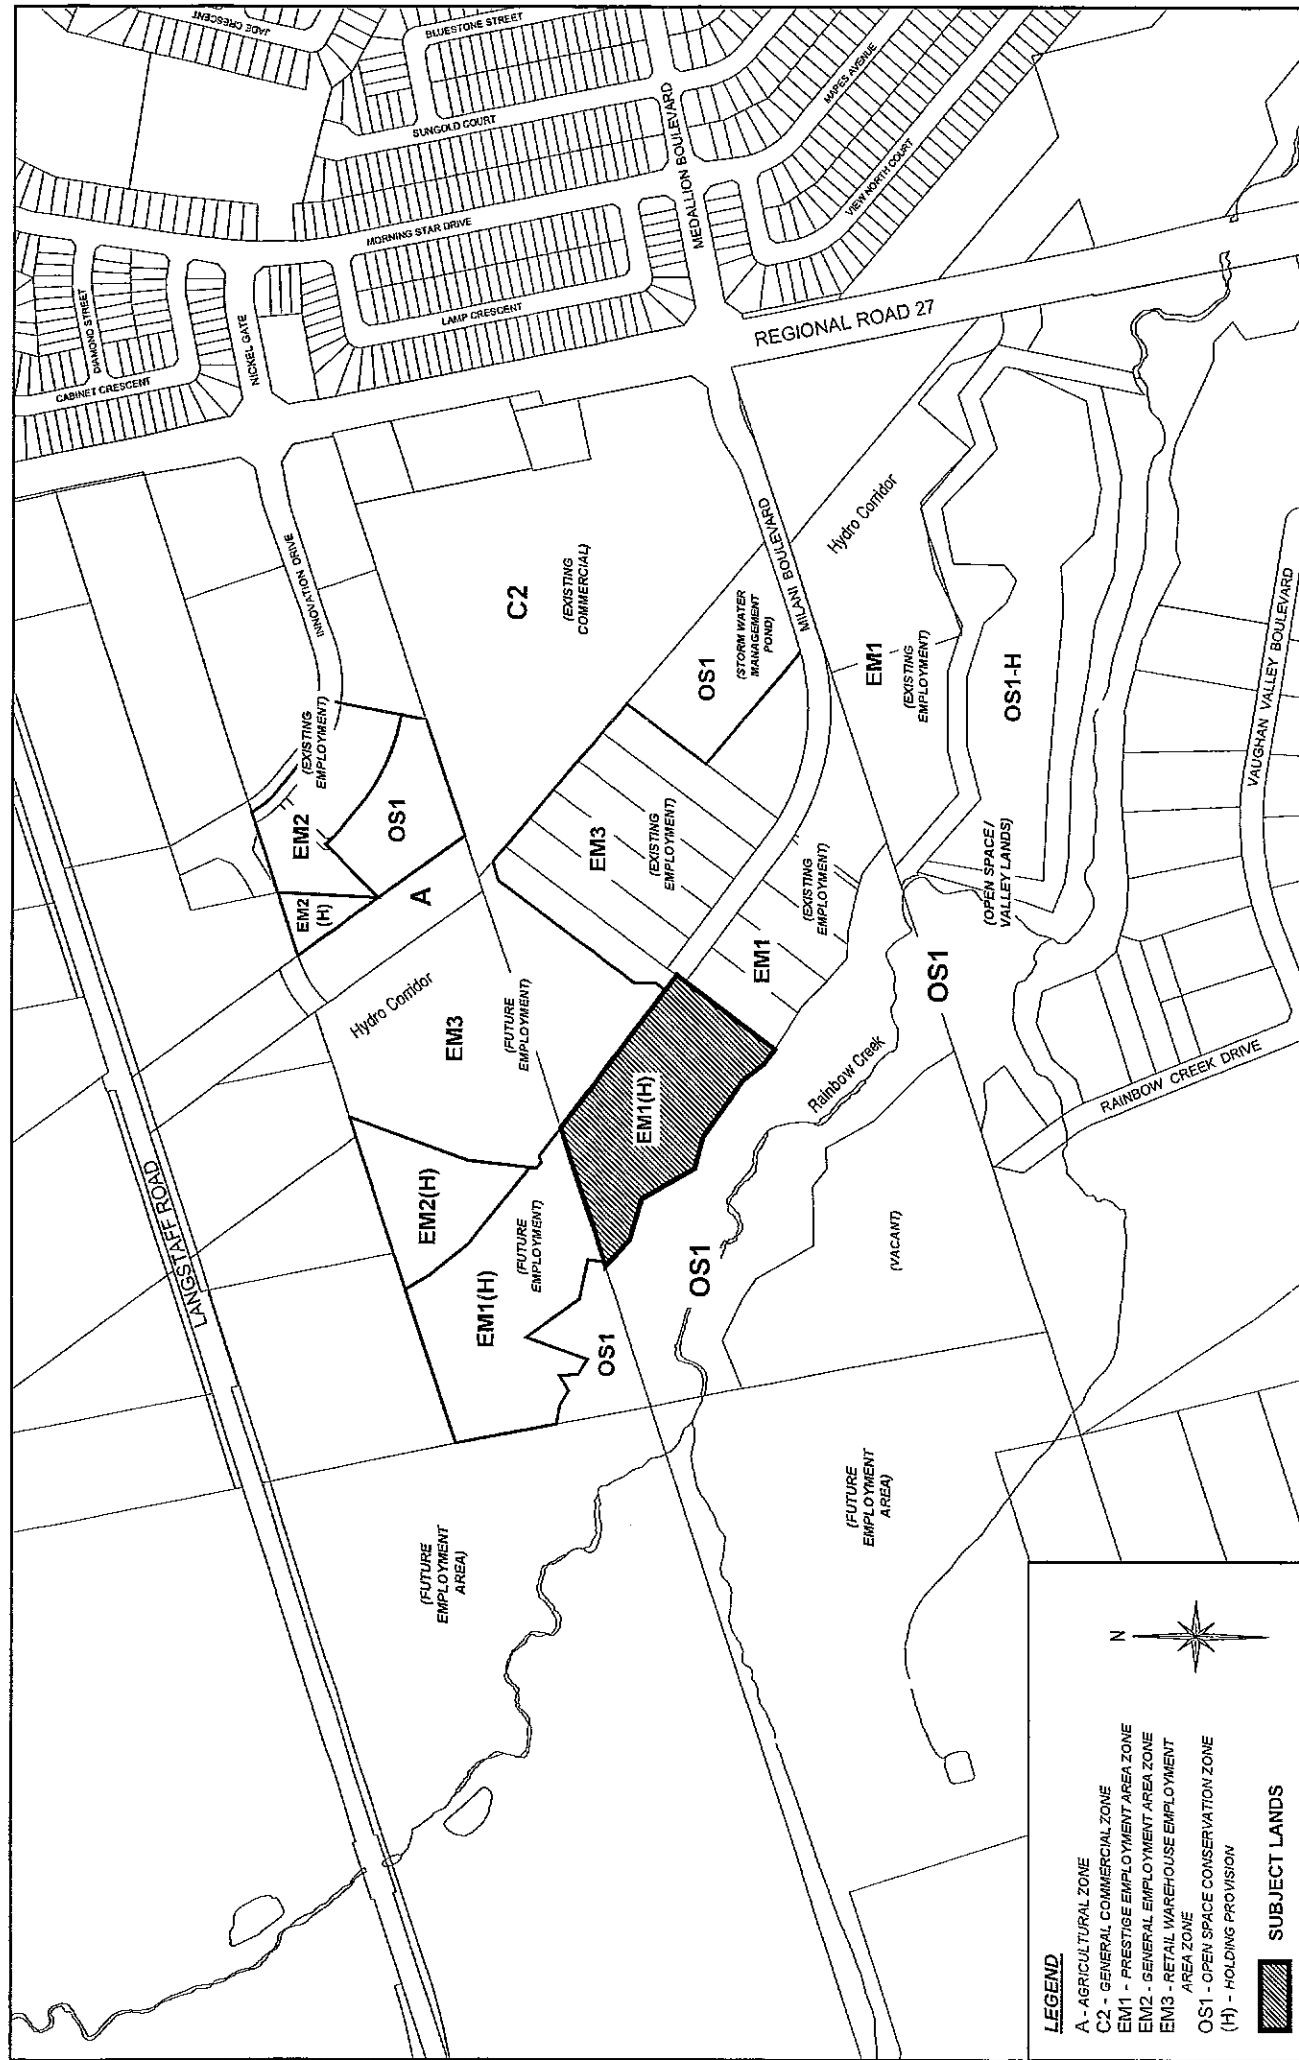 JADE CRESCENT
BLUESTONE STREET
SUNGOLD COURT
MEDALLION BOULEVARD
MAPES AVENUE
VIEW NORTH COURT
MORNING STAR DRIVE
DIAMOND STREET
CABINET CRESCENT
NICKEL GATE
LAMP CRESCENT
REGIONAL ROAD 27
INNOVATION DRIVE
C2
(EXISTING
COMMERCIAL)
MILANI BOULEVARD
Hydro Corridor
OS1
(STORM WATER
MANAGEMENT
POND)
EM1
(EXISTING
EMPLOYMENT)
OS1-H
VAUGHAN VALLEY BOULEVARD
(EXISTING
EMPLOYMENT)
EM2
OS1
EM2
(H)
A
EM3
(EXISTING
EMPLOYMENT)
(EXISTING
EMPLOYMENT)
EM1
(OPEN SPACE /
VALLEY LANDS)
OS1
Hydro Corridor
EM3
(FUTURE
EMPLOYMENT)
EM1(H)
Rainbow Creek
RAINBOW CREEK DRIVE
LANGSTAFF ROAD
EM2(H)
EM1(H)
(FUTURE
EMPLOYMENT)
OS1
OS1
(VACANT)
(FUTURE
EMPLOYMENT
AREA)
(FUTURE
EMPLOYMENT
AREA)
N
LEGEND
A - AGRICULTURAL ZONE
C2 - GENERAL COMMERCIAL ZONE
EM1 - PRESTIGE EMPLOYMENT AREA ZONE
EM2 - GENERAL EMPLOYMENT AREA ZONE
EM3 - RETAIL WAREHOUSE EMPLOYMENT
AREA ZONE
OS1 - OPEN SPACE CONSERVATION ZONE
(H) - HOLDING PROVISION
SUBJECT LANDS